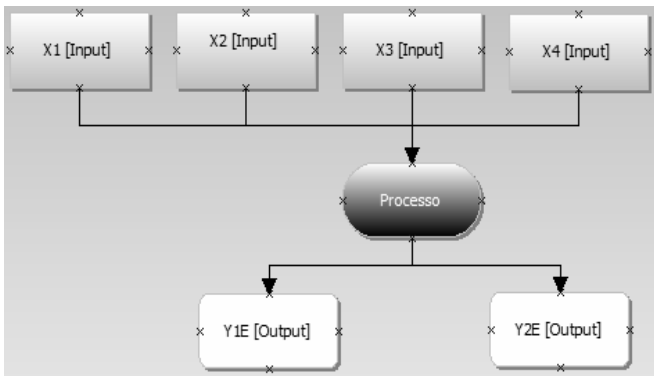 X1 [Input]
X2 [Input]
X3 [Input]
X4 [Input]
Processo
Y1E [Output]
Y2E [Output]